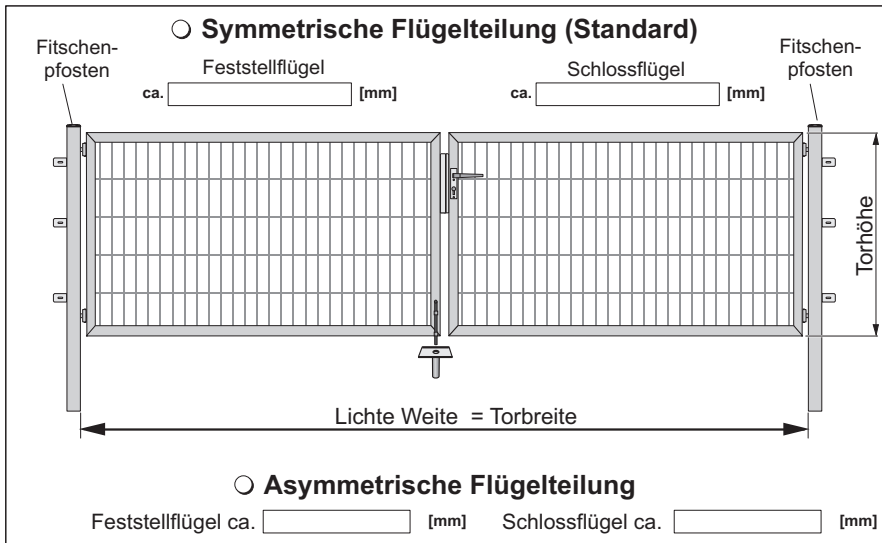 Symmetrische Flügelteilung (Standard)
Fitschen-
pfosten
Feststellflügel
ca. [mm]
Schlossflügel
ca. [mm]
Fitschen-
pfosten
Torhöhe
Lichte Weite = Torbreite
Asymmetrische Flügelteilung
Feststellflügel ca. [mm] Schlossflügel ca. [mm]